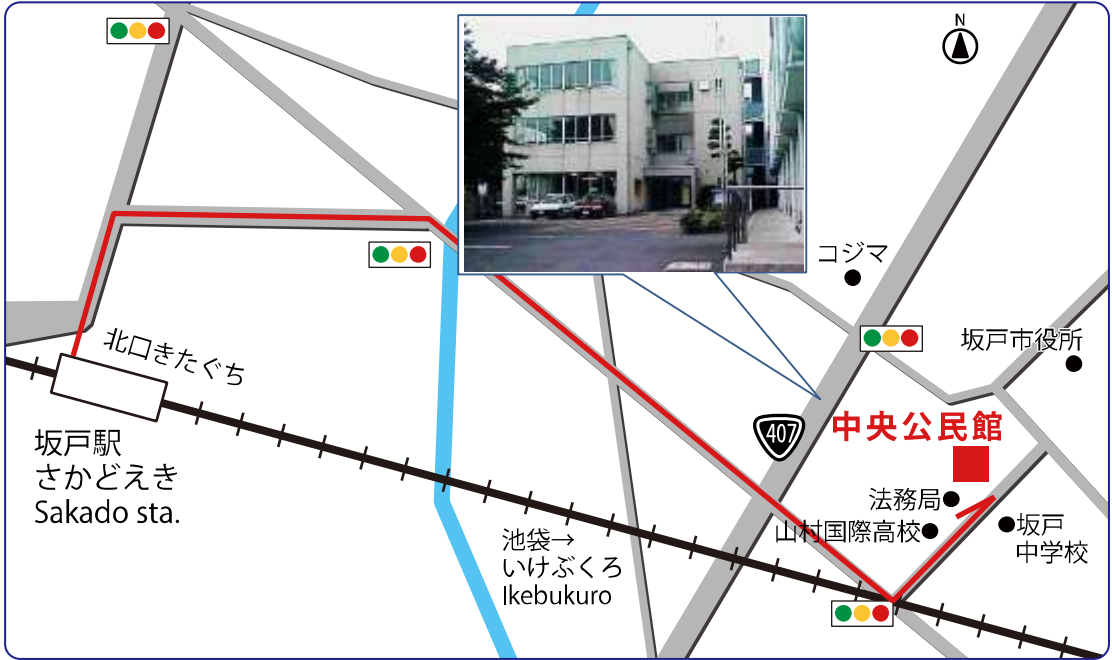 N
コジマ
坂戸市役所
北口きたぐち
407
中央公民館
坂戸駅
さかどえき
Sakado sta.
法務局
山村国際高校
坂戸
中学校
池袋→
いけぶくろ
Ikebukuro